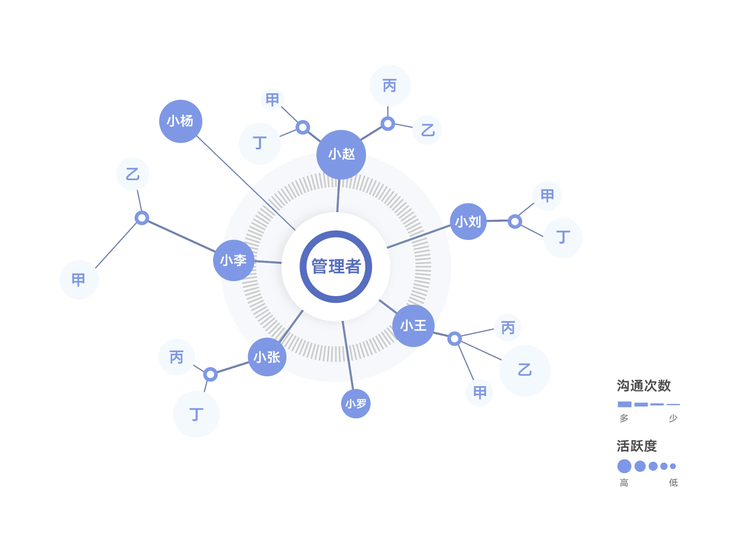 丙
甲
小杨
乙
丁
小赵
乙
甲
小刘
丁
小李
管理者
甲
小王
丙
丙
小张
乙
甲
小罗
丁
沟通次数
多 少
活跃度
高 低